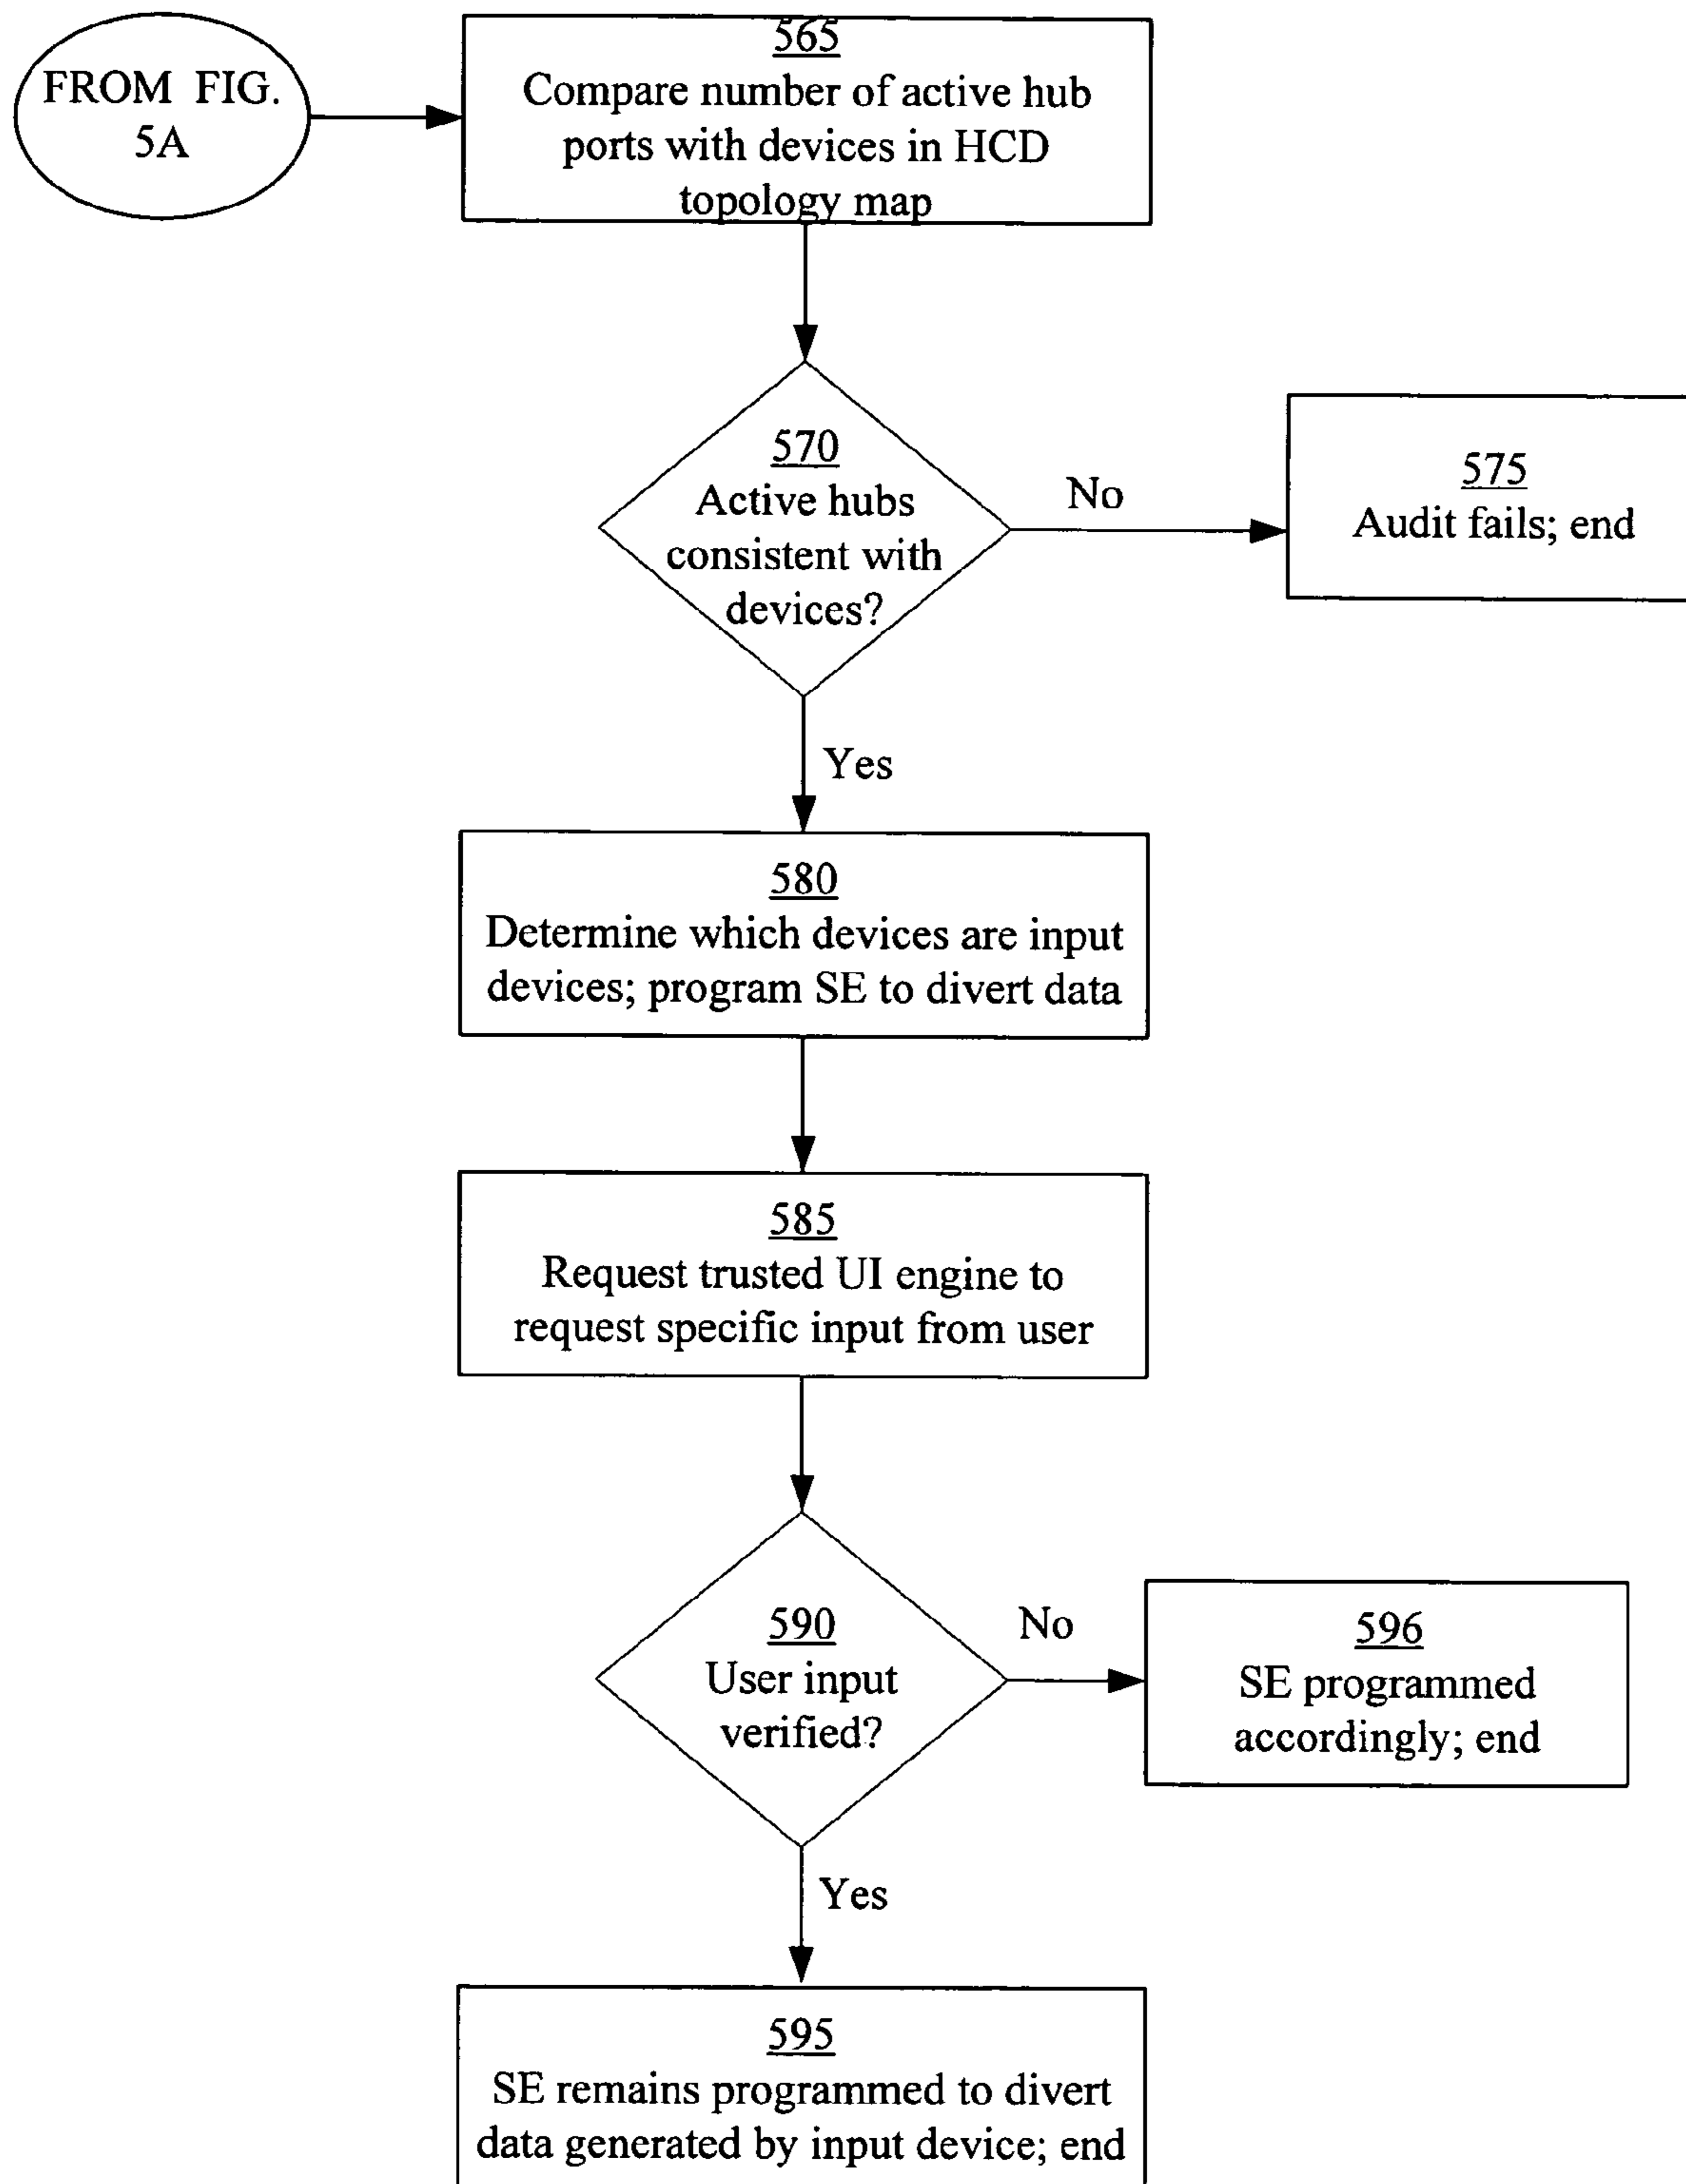 FROM FIG.
5A
565
Compare number of active hub
ports with devices in HCD
topology map
570
Active hubs
consistent with
devices?
No
575
Audit fails; end
Yes
580
Determine which devices are input
devices; program SE to divert data
585
Request trusted UI engine to
request specific input from user
590
User input
verified?
No
596
SE programmed
accordingly; end
Yes
595
SE remains programmed to divert
data generated by input device; end